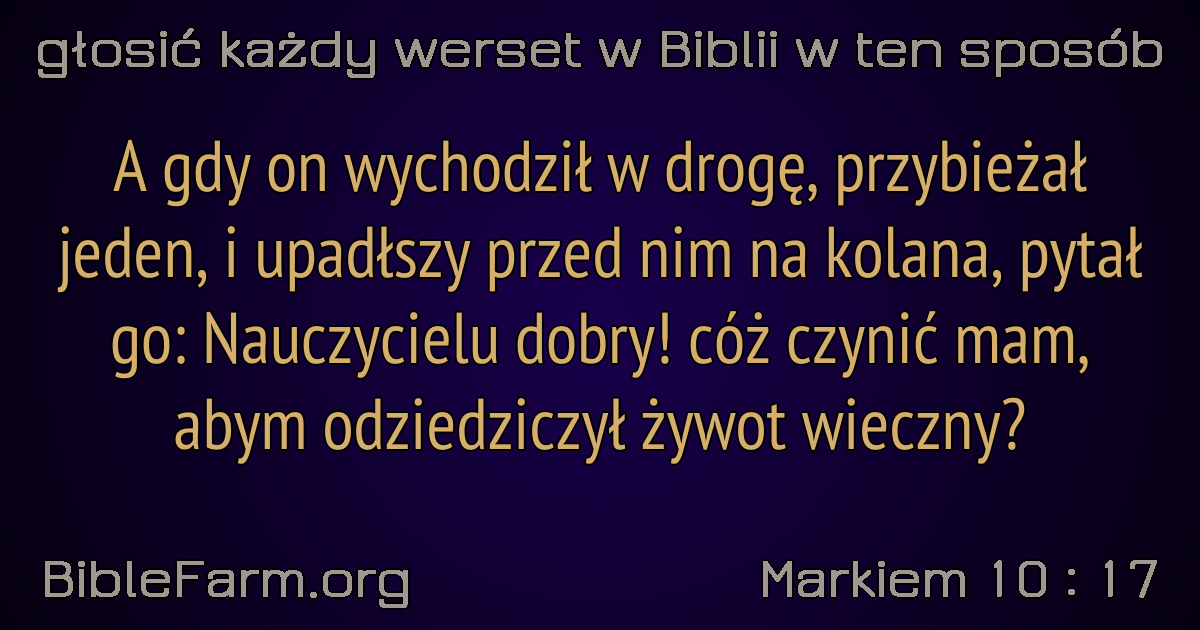 głosić każdy werset w Biblii w ten sposób
A gdy on wychodził w drogę, przybieżał
jeden, i upadłszy przed nim na kolana, pytał
go: Nauczycielu dobry! cóż czynić mam,
abym odziedziczył żywot wieczny?
BibleFarm.org
Markiem 10 : 17